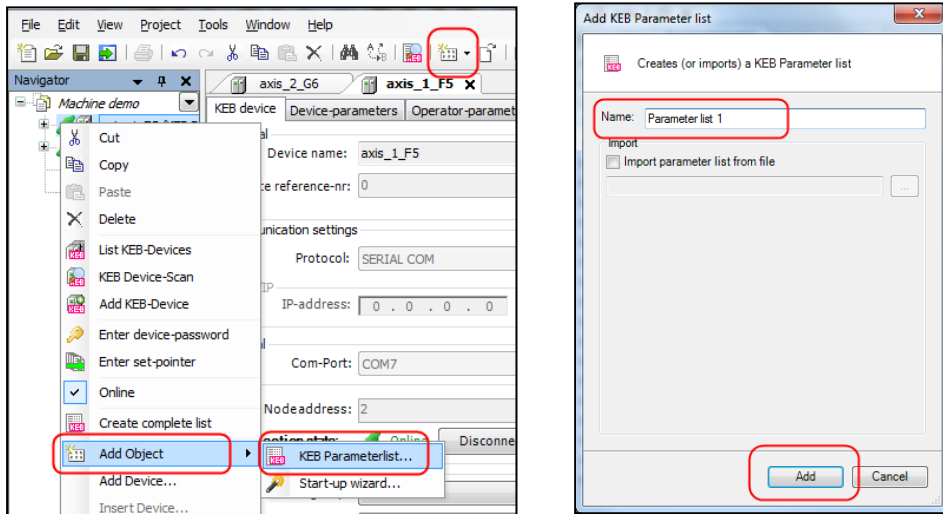 File Edit View Project Tools Window Help
Navigator
axis_2_G6
axis_1_F5
Machine demo
KEB device
Device-parameters
Operator-paramet
Cut
Copy
Paste
Delete
List KEB-Devices
KEB Device-Scan
Add KEB-Device
Enter device-password
Enter set-pointer
Online
Create complete list
Add Object
Add Device...
Insert Device...
KEB Parameterlist...
Start-up wizard...
Device name: axis_1_F5
reference-nr: 0
settings
Protocol: SERIAL COM
IP-address: 0 . 0 . 0 . 0
Com-Port: COM7
Nodeaddress: 2
Online
Disconne
Add KEB Parameter list
Creates (or imports) a KEB Parameter list
Name: Parameter list 1
Import
Import parameter list from file
...
Add
Cancel